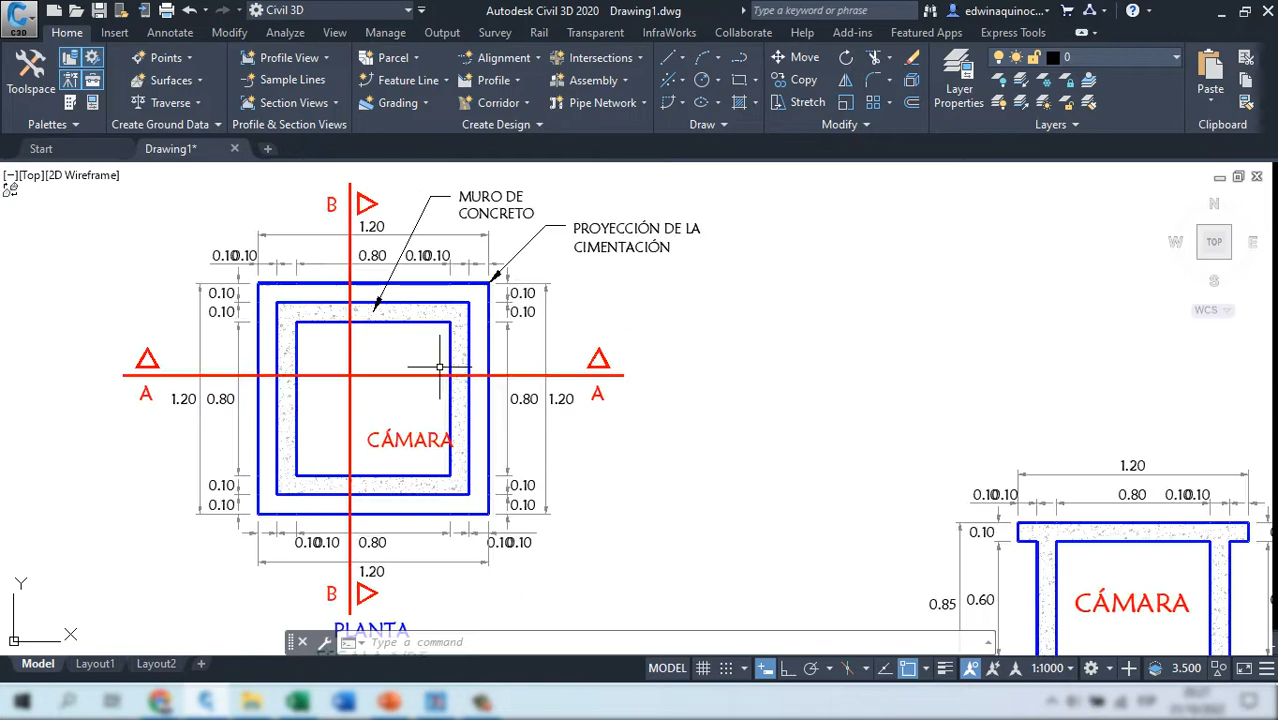 C3D
Civil 3D
Autodesk Civil 3D 2020 Drawing1.dwg
Type a keyword or phrase
edwinaquinoc...
Home Insert Annotate Modify Analyze View Manage Output Survey Rail Transparent InfraWorks Collaborate Help Add-ins Featured Apps Express Tools
Toolspace
Palettes
Points
Surfaces
Traverse
Create Ground Data
Profile View
Sample Lines
Section Views
Profile & Section Views
Parcel
Feature Line
Grading
Alignment
Profile
Corridor
Intersections
Assembly
Pipe Network
Create Design
Draw
Move
Copy
Stretch
Modify
Layer
Properties
0
Layers
Paste
Clipboard
Start
Drawing1*
[−][Top][2D Wireframe]
N
W
TOP
E
S
WCS
B
MURO DE
CONCRETO
1.20
PROYECCIÓN DE LA
CIMENTACIÓN
0.10 0.10 0.80 0.10 0.10
0.10 0.10
0.10 0.10
A A
1.20 0.80 0.80 1.20
CÁMARA
0.10 0.10
0.10 0.10
0.10 0.10 0.80 0.10 0.10
1.20
B
PLANTA
1.20
0.10 0.10 0.80 0.10 0.10
0.10
0.85 0.60
CÁMARA
Y
X
Type a command
Model Layout1 Layout2
MODEL
1:1000
3.500